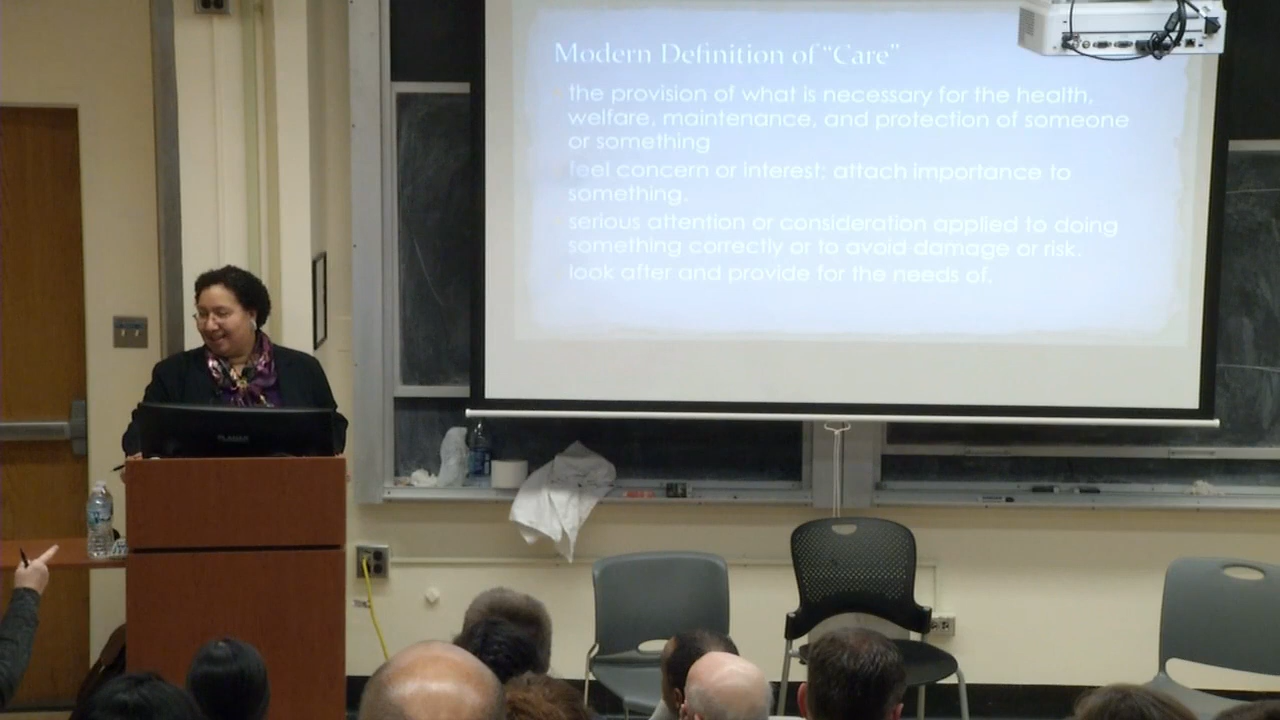 Modern Definition of “Care”
the provision of what is necessary for the health,
welfare, maintenance, and protection of someone
or something
feel concern or interest; attach importance to
something.
serious attention or consideration applied to doing
something correctly or to avoid damage or risk.
look after and provide for the needs of.
PLANAR